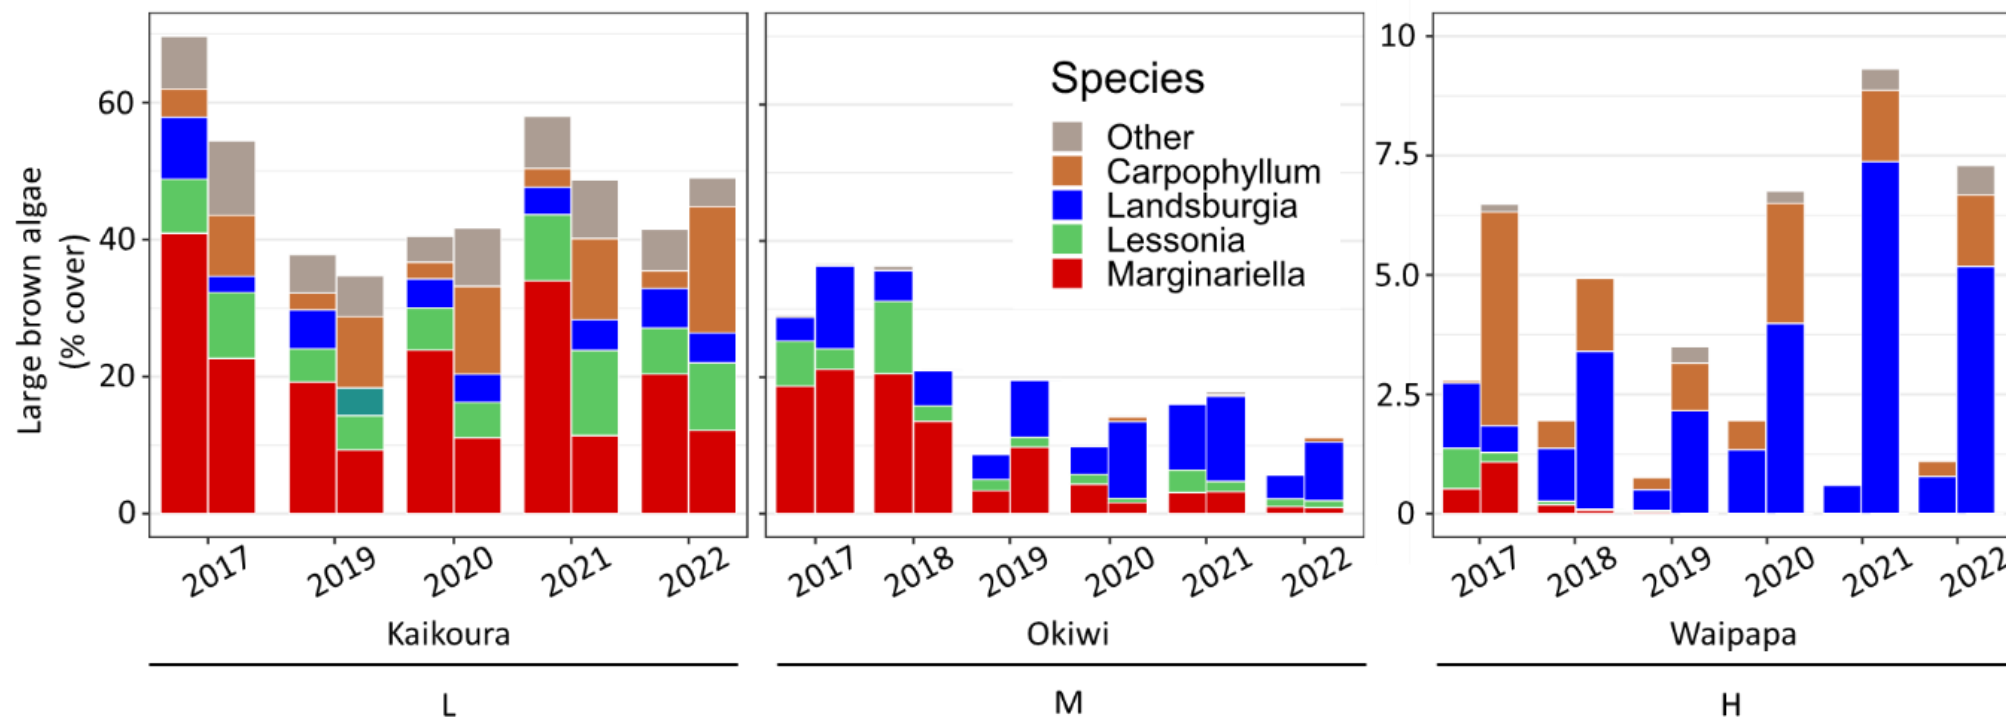 Large brown algae
(% cover)
60
40
20
0
Species
Other
Carpophyllum
Landsburgia
Lessonia
Marginariella
10
7.5
5.0
2.5
0
2017 2019 2020 2021 2022
2017 2018 2019 2020 2021 2022
2017 2018 2019 2020 2021 2022
Kaikoura Okiwi Waipapa
L M H